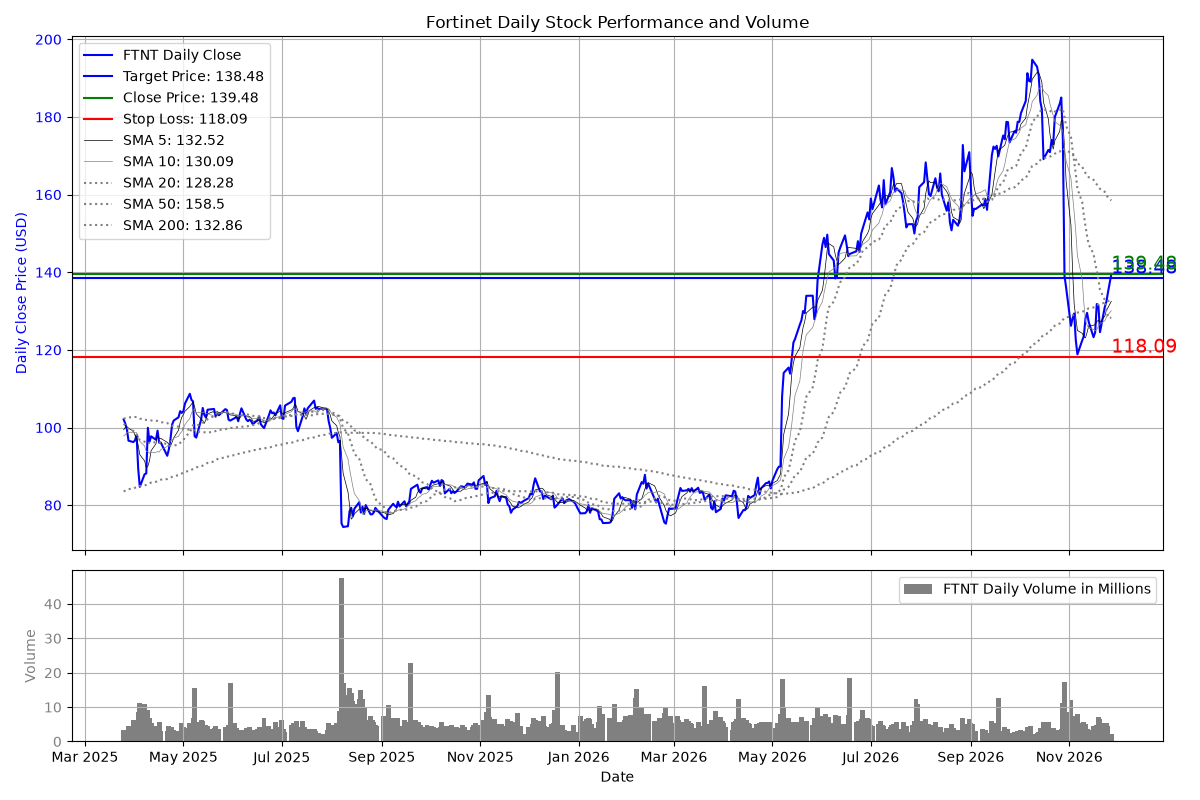 Fortinet Daily Stock Performance and Volume
Daily Close Price (USD)
200
180
160
140
120
100
80
FTNT Daily Close
Target Price: 138.48
Close Price: 139.48
Stop Loss: 118.09
SMA 5: 132.52
SMA 10: 130.09
SMA 20: 128.28
SMA 50: 158.5
SMA 200: 132.86
139.48
138.48
118.09
Volume
40
30
20
10
0
FTNT Daily Volume in Millions
Mar 2025 May 2025 Jul 2025 Sep 2025 Nov 2025 Jan 2026 Mar 2026 May 2026 Jul 2026 Sep 2026 Nov 2026
Date